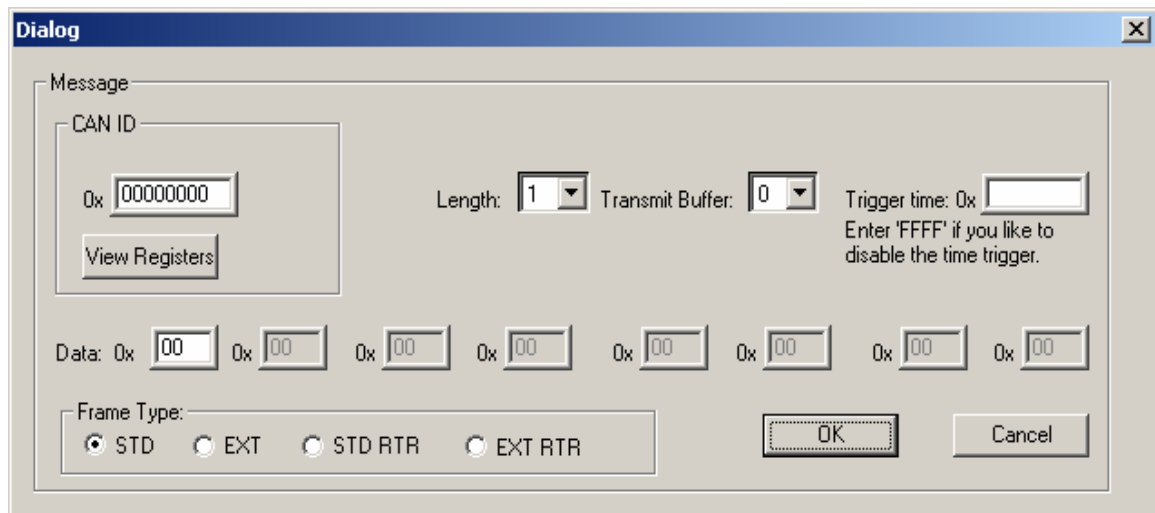 Dialog
Message
CAN ID
0x 00000000
Length: 1 Transmit Buffer: 0 Trigger time: 0x
Enter 'FFFF' if you like to
disable the time trigger.
View Registers
Data: 0x 00 0x 00 0x 00 0x 00 0x 00 0x 00 0x 00 0x 00
Frame Type:
STD EXT STD RTR EXT RTR
OK Cancel